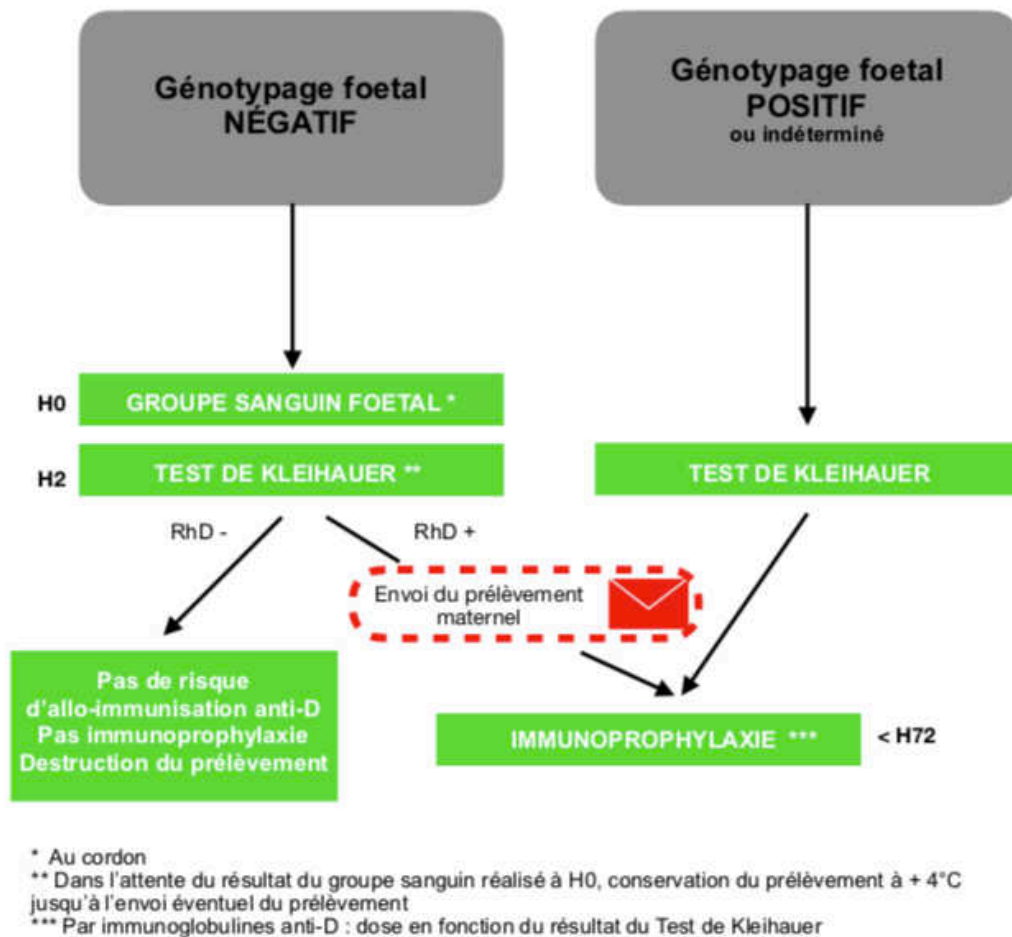 Génotypage foetal
NÉGATIF
Génotypage foetal
POSITIF
ou indéterminé
H0
GROUPE SANGUIN FOETAL *
H2
TEST DE KLEIHAUER **
TEST DE KLEIHAUER
RhD -
RhD +
Envoi du prélèvement
maternel
Pas de risque
d'allo-immunisation anti-D
Pas immunoprophylaxie
Destruction du prélèvement
IMMUNOPROPHYLAXIE ***
< H72
* Au cordon
** Dans l'attente du résultat du groupe sanguin réalisé à H0, conservation du prélèvement à + 4°C
jusqu'à l'envoi éventuel du prélèvement
*** Par immunoglobulines anti-D : dose en fonction du résultat du Test de Kleihauer